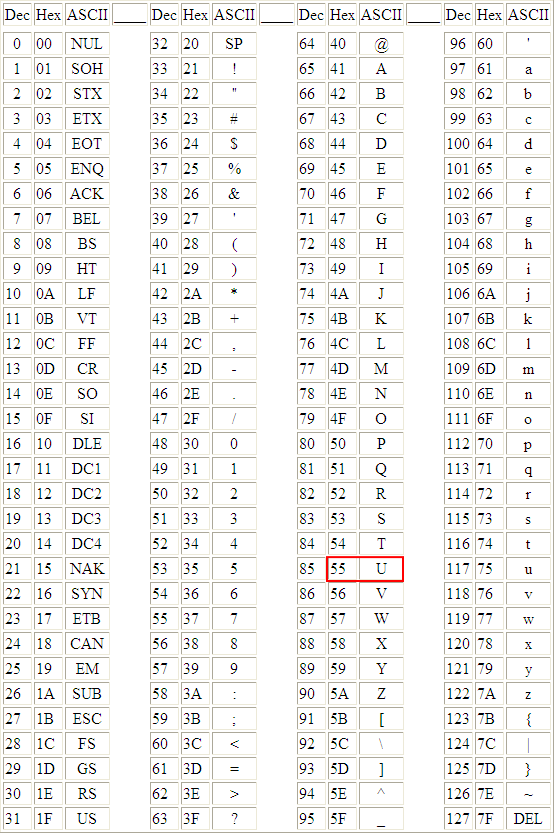 Dec Hex ASCII ____ Dec Hex ASCII ____ Dec Hex ASCII ____ Dec Hex ASCII
0 00 NUL 32 20 SP 64 40 @ 96 60 '
1 01 SOH 33 21 ! 65 41 A 97 61 a
2 02 STX 34 22 " 66 42 B 98 62 b
3 03 ETX 35 23 # 67 43 C 99 63 c
4 04 EOT 36 24 $ 68 44 D 100 64 d
5 05 ENQ 37 25 % 69 45 E 101 65 e
6 06 ACK 38 26 & 70 46 F 102 66 f
7 07 BEL 39 27 ' 71 47 G 103 67 g
8 08 BS 40 28 ( 72 48 H 104 68 h
9 09 HT 41 29 ) 73 49 I 105 69 i
10 0A LF 42 2A * 74 4A J 106 6A j
11 0B VT 43 2B + 75 4B K 107 6B k
12 0C FF 44 2C , 76 4C L 108 6C l
13 0D CR 45 2D - 77 4D M 109 6D m
14 0E SO 46 2E . 78 4E N 110 6E n
15 0F SI 47 2F / 79 4F O 111 6F o
16 10 DLE 48 30 0 80 50 P 112 70 p
17 11 DC1 49 31 1 81 51 Q 113 71 q
18 12 DC2 50 32 2 82 52 R 114 72 r
19 13 DC3 51 33 3 83 53 S 115 73 s
20 14 DC4 52 34 4 84 54 T 116 74 t
21 15 NAK 53 35 5 85 55 U 117 75 u
22 16 SYN 54 36 6 86 56 V 118 76 v
23 17 ETB 55 37 7 87 57 W 119 77 w
24 18 CAN 56 38 8 88 58 X 120 78 x
25 19 EM 57 39 9 89 59 Y 121 79 y
26 1A SUB 58 3A : 90 5A Z 122 7A z
27 1B ESC 59 3B ; 91 5B [ 123 7B {
28 1C FS 60 3C < 92 5C \ 124 7C |
29 1D GS 61 3D = 93 5D ] 125 7D }
30 1E RS 62 3E > 94 5E ^ 126 7E ~
31 1F US 63 3F ? 95 5F _ 127 7F DEL